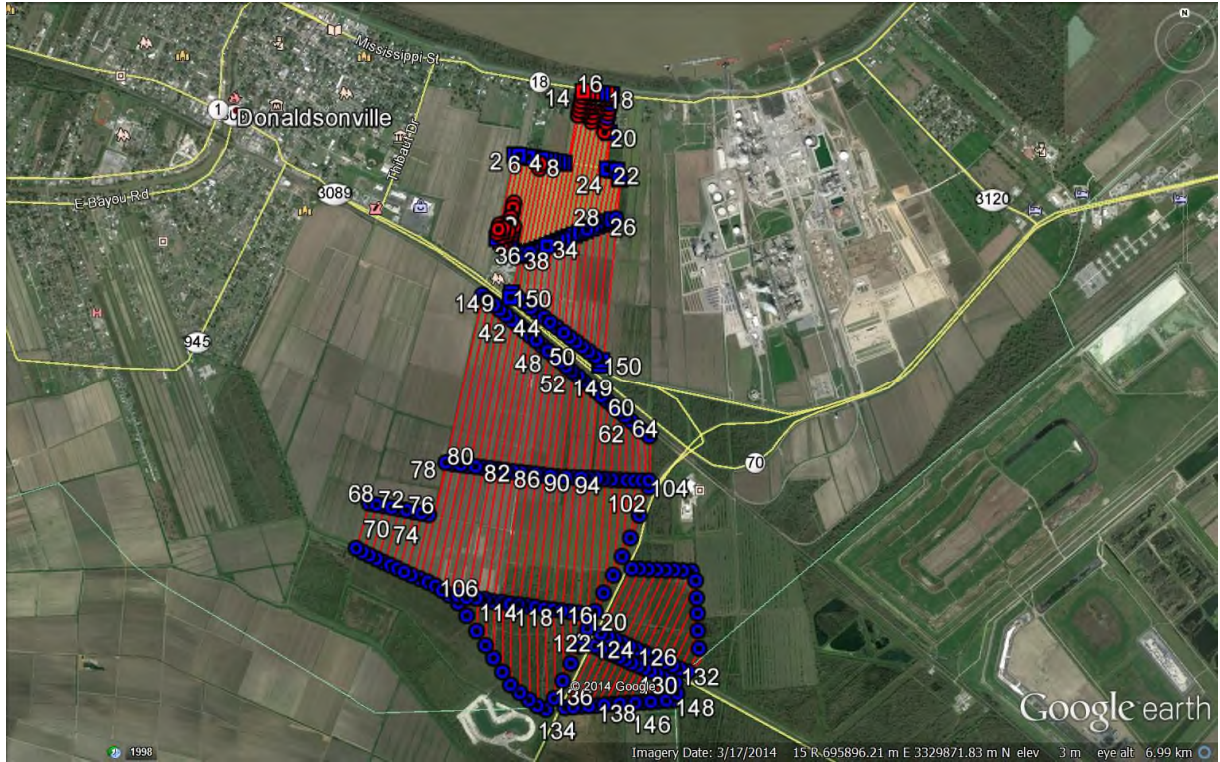 Mississippi St
18
16
14
18
1
Donaldsonville
20
Thibaut Dr
2 6 4 8
22
24
3089
E Bayou Rd
3120
28
26
34
36 38
149 150
945
42 44
50
150
48
52 149
60
62 64
80
78 82 86 90 94
70
104
68 72 76
102
70 74
106
114 118 116
120
122 124 126
132
130
© 2014 Google
136
138 148
134 146
Google earth
1998
Imagery Date: 3/17/2014 15 R 695896.21 m E 3329871.83 m N elev 3 m eye alt 6.99 km
N
H